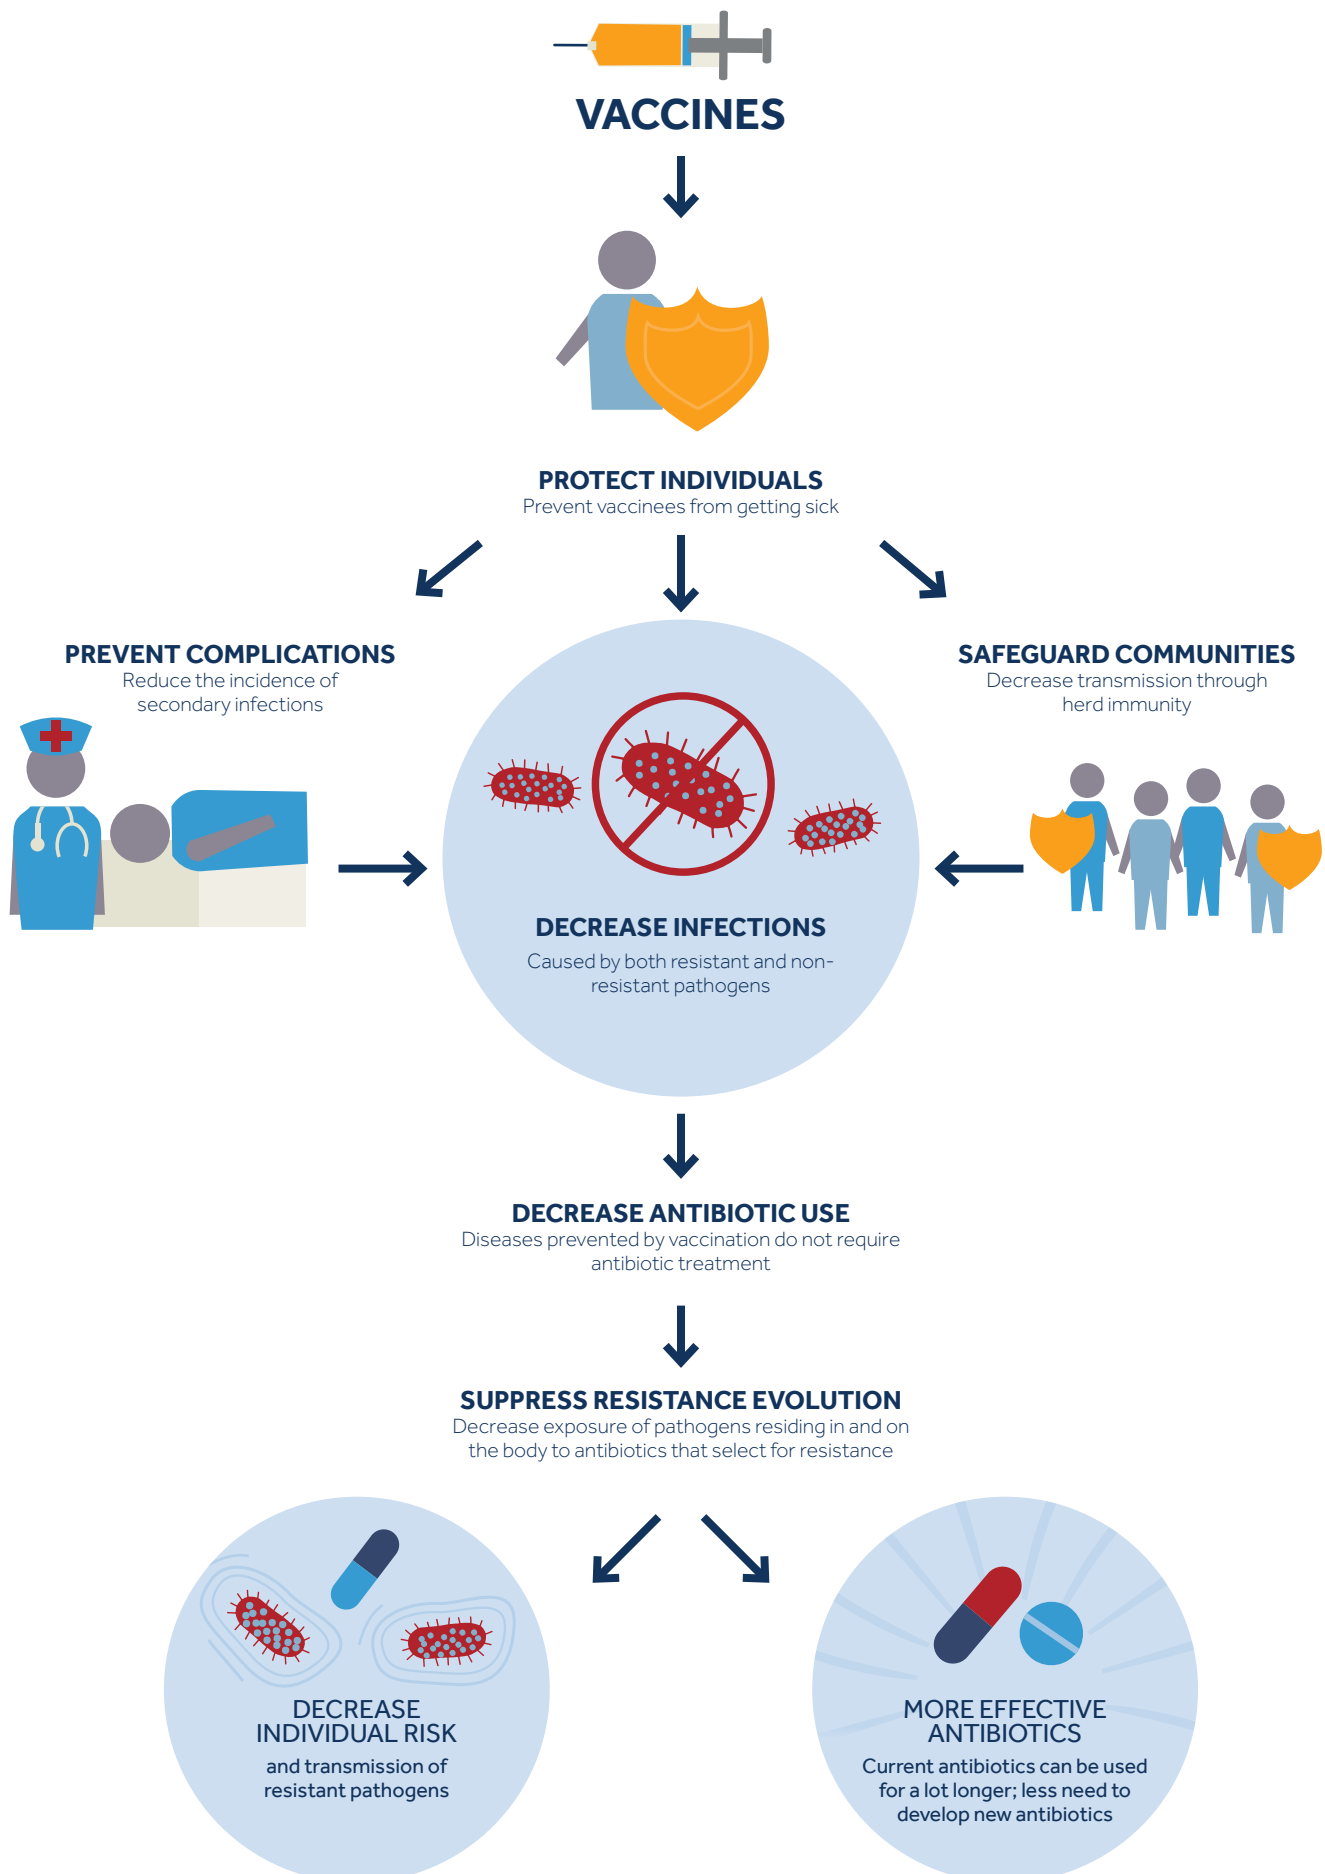 VACCINES
PROTECT INDIVIDUALS
Prevent vaccinees from getting sick
PREVENT COMPLICATIONS
Reduce the incidence of
secondary infections
SAFEGUARD COMMUNITIES
Decrease transmission through
herd immunity
DECREASE INFECTIONS
Caused by both resistant and non-
resistant pathogens
DECREASE ANTIBIOTIC USE
Diseases prevented by vaccination do not require
antibiotic treatment
SUPPRESS RESISTANCE EVOLUTION
Decrease exposure of pathogens residing in and on
the body to antibiotics that select for resistance
DECREASE
INDIVIDUAL RISK
and transmission of
resistant pathogens
MORE EFFECTIVE
ANTIBIOTICS
Current antibiotics can be used
for a lot longer; less need to
develop new antibiotics